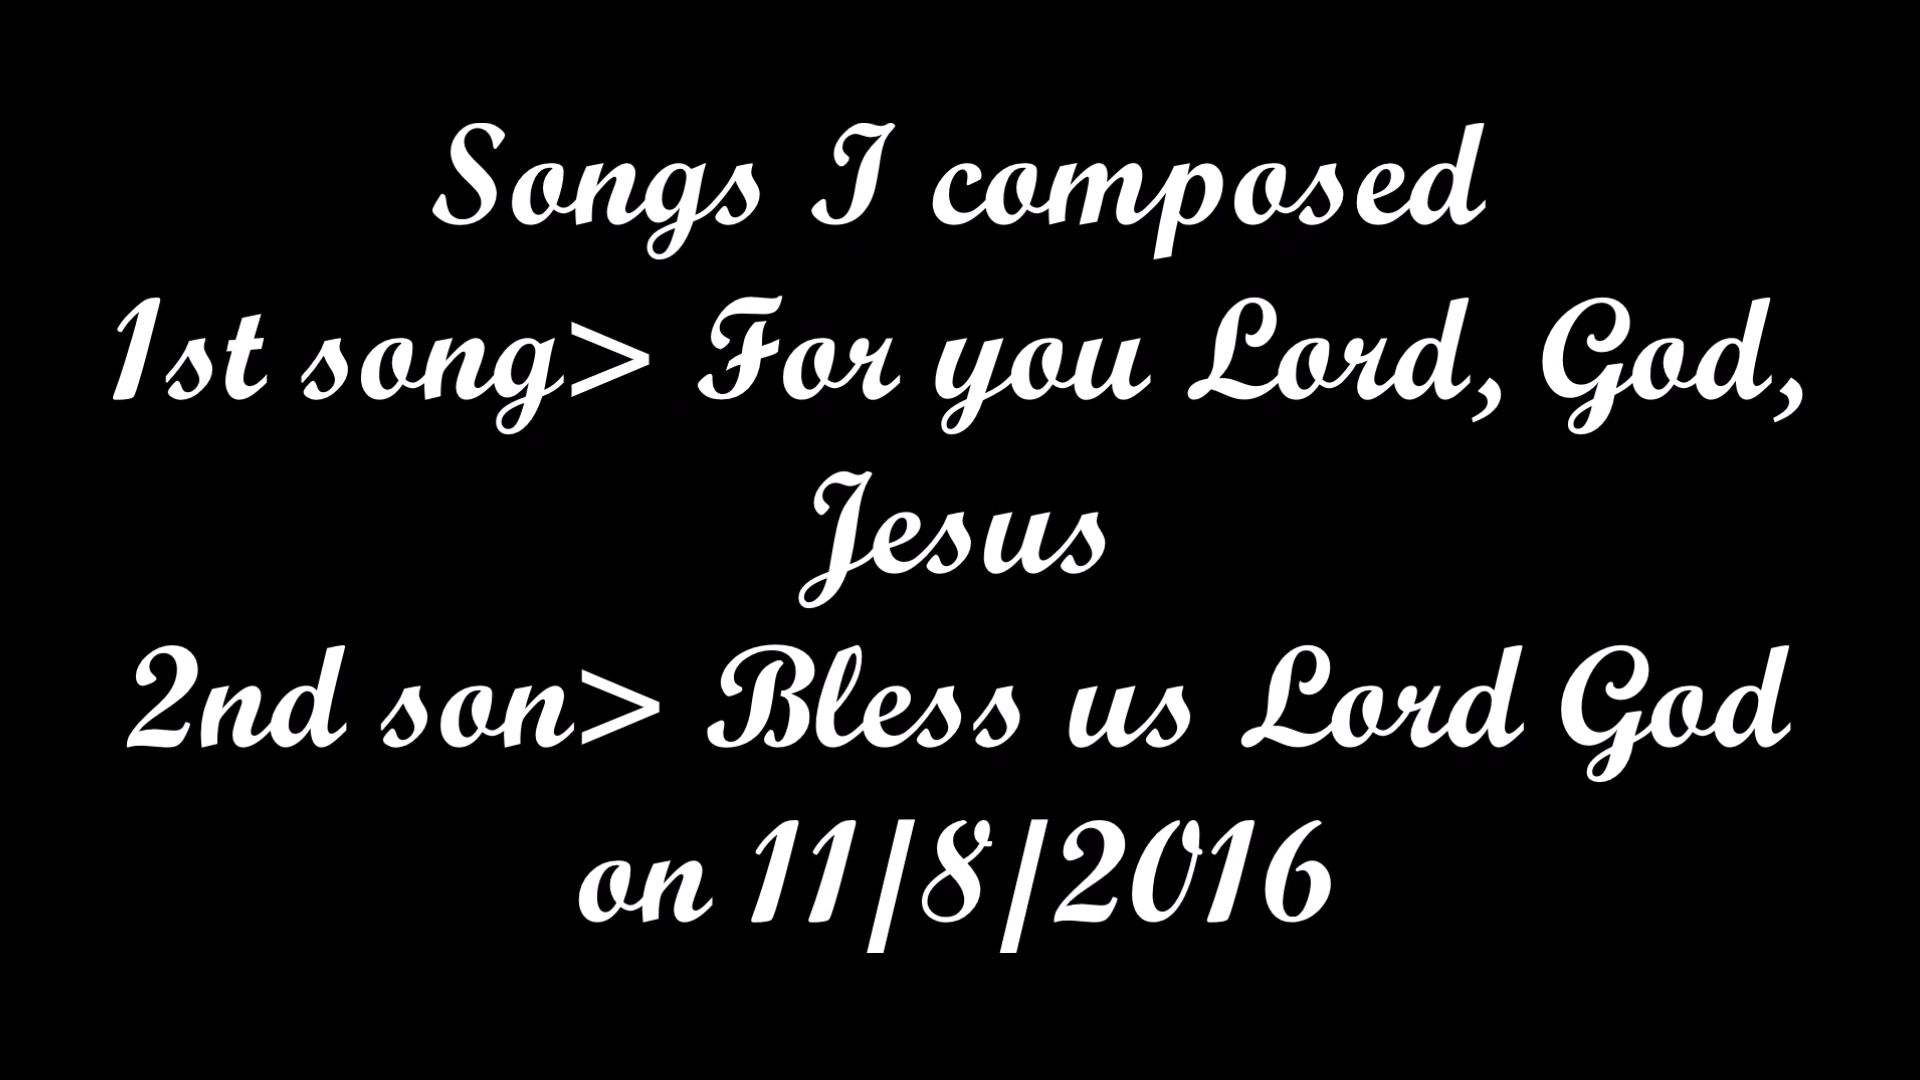 Songs I composed
1st song> For you Lord, God,
Jesus
2nd son> Bless us Lord God
on 11/8/2016